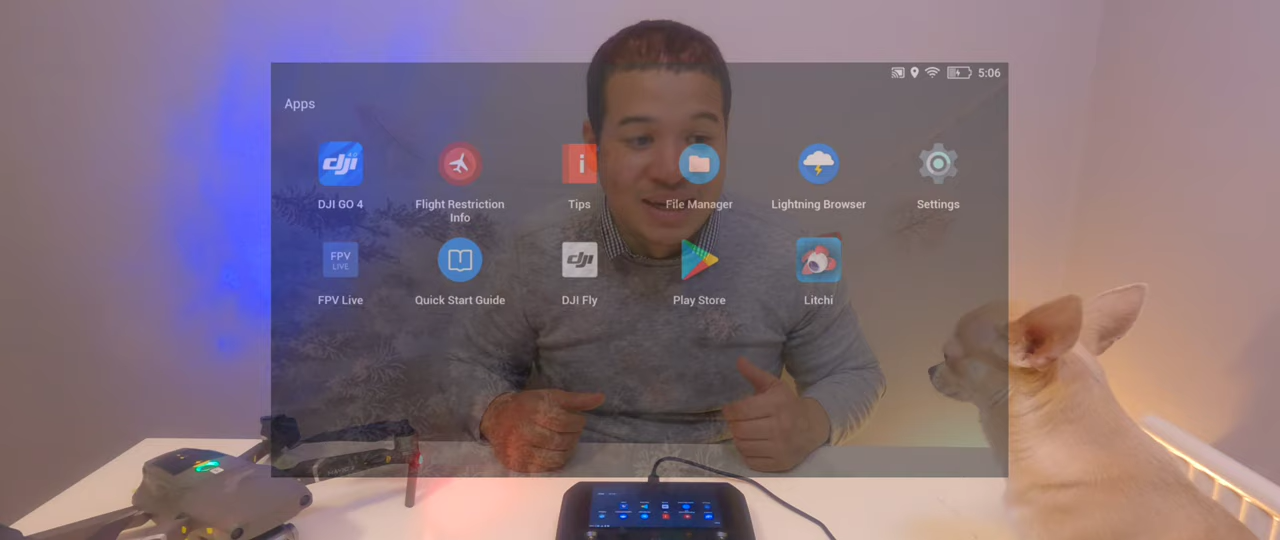 5:06
Apps
dji
i
DJI GO 4
Flight Restriction
Info
Tips
File Manager
Lightning Browser
Settings
FPV
LIVE
dji
FPV Live
Quick Start Guide
DJI Fly
Play Store
Litchi